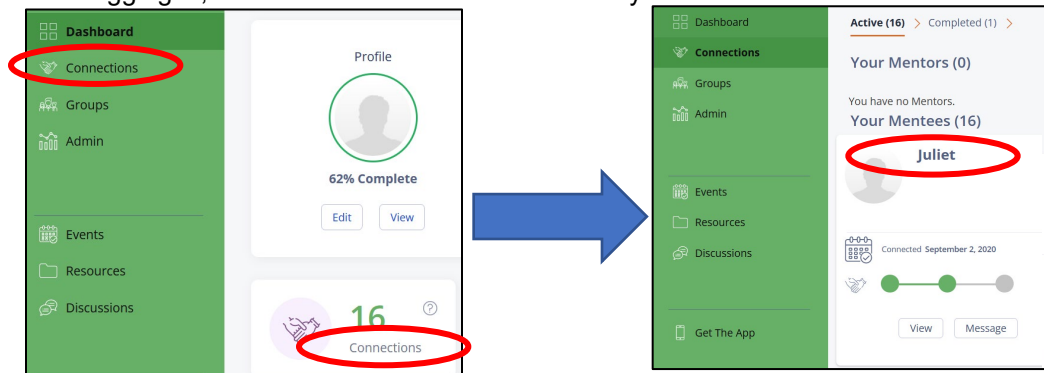 Dashboard
Connections
Groups
Admin
Events
Resources
Discussions
Profile
62% Complete
Edit View
16
Connections
Dashboard
Connections
Groups
Admin
Events
Resources
Discussions
Get The App
Active (16) > Completed (1) >
Your Mentors (0)
You have no Mentors.
Your Mentees (16)
Juliet
Connected September 2, 2020
View Message